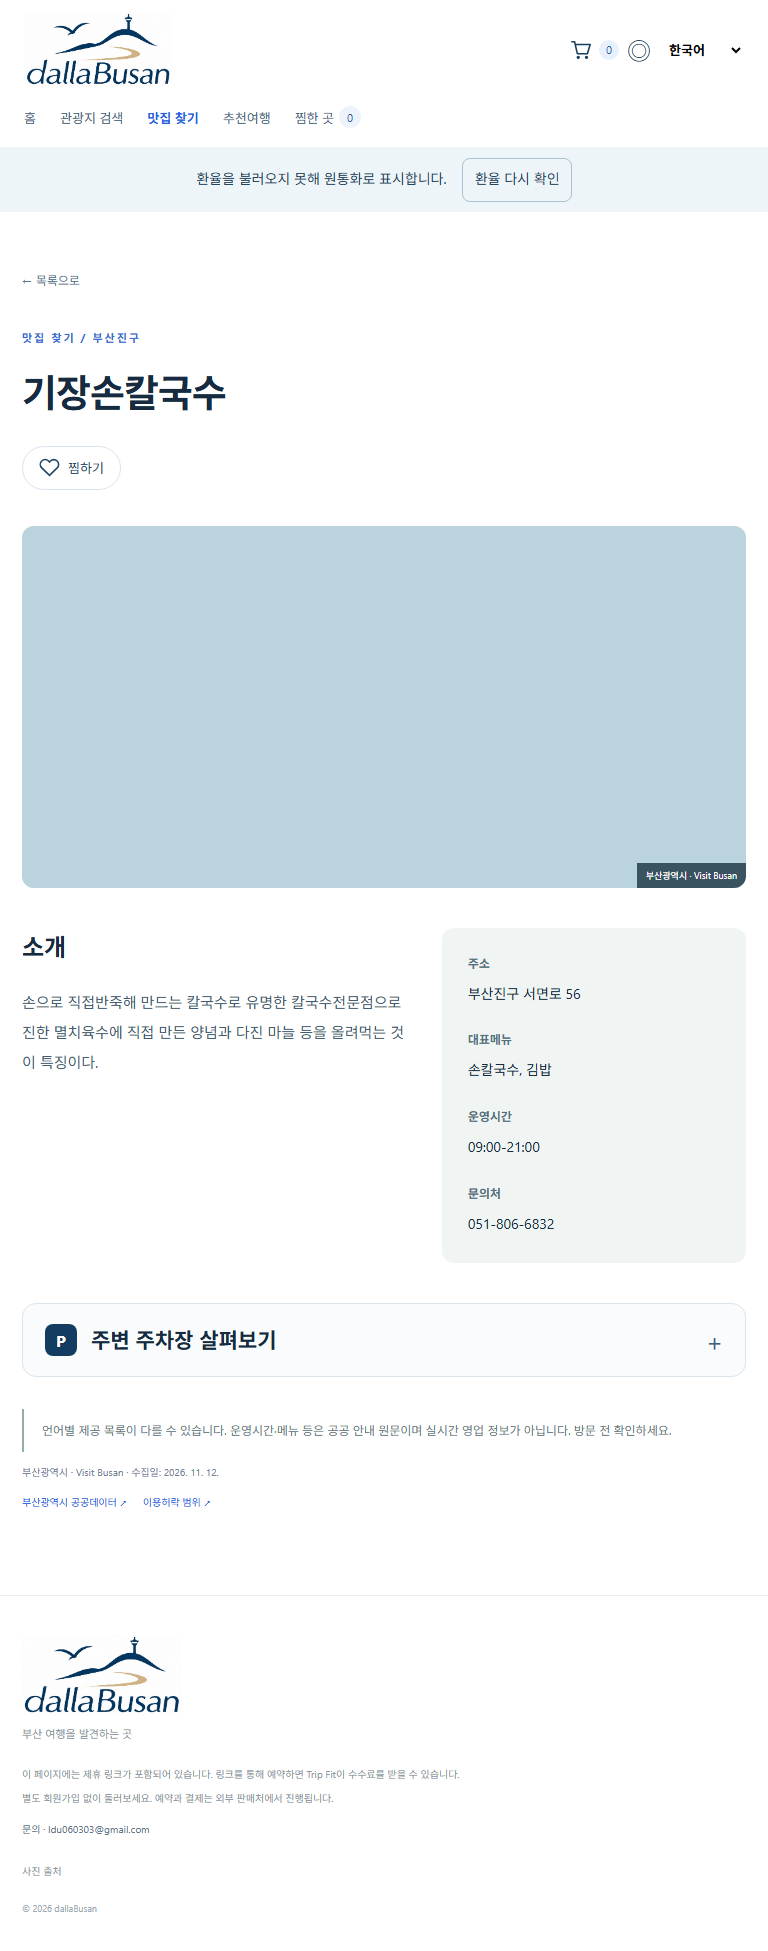 dallaBusan
0
한국어
홈
관광지 검색
맛집 찾기
추천여행
찜한 곳 0
환율을 불러오지 못해 원통화로 표시합니다.
환율 다시 확인
← 목록으로
맛집 찾기 / 부산진구
기장손칼국수
찜하기
부산광역시 · Visit Busan
소개
손으로 직접반죽해 만드는 칼국수로 유명한 칼국수전문점으로
진한 멸치육수에 직접 만든 양념과 다진 마늘 등을 올려먹는 것
이 특징이다.
주소
부산진구 서면로 56
대표메뉴
손칼국수, 김밥
운영시간
09:00-21:00
문의처
051-806-6832
P 주변 주차장 살펴보기 +
언어별 제공 목록이 다를 수 있습니다. 운영시간·메뉴 등은 공공 안내 원문이며 실시간 영업 정보가 아닙니다. 방문 전 확인하세요.
부산광역시 · Visit Busan · 수집일: 2026. 11. 12.
부산광역시 공공데이터 ↗ 이용허락 범위 ↗
dallaBusan
부산 여행을 발견하는 곳
이 페이지에는 제휴 링크가 포함되어 있습니다. 링크를 통해 예약하면 Trip Fit이 수수료를 받을 수 있습니다.
별도 회원가입 없이 둘러보세요. 예약과 결제는 외부 판매처에서 진행됩니다.
문의 · ldu060303@gmail.com
사진 출처
© 2026 dallaBusan